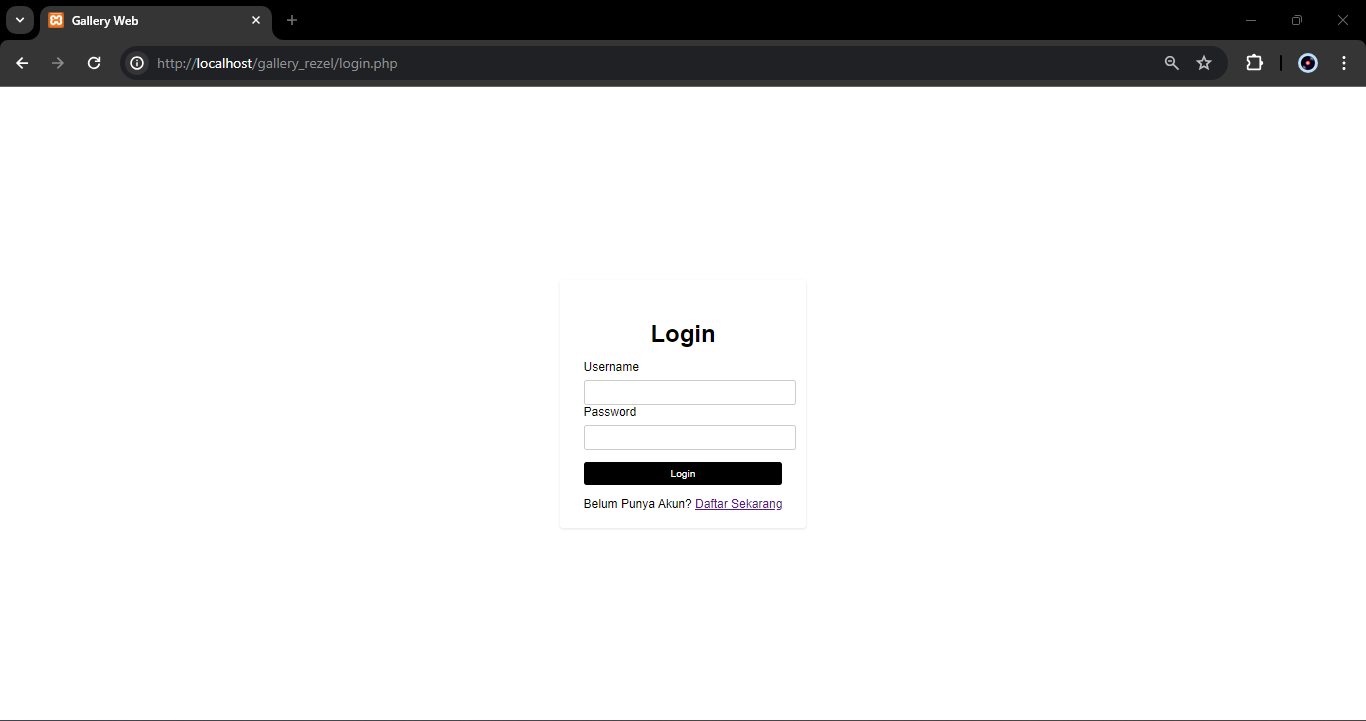 Gallery Web
http://localhost/gallery_rezel/login.php
Login
Username
Password
Login
Belum Punya Akun? Daftar Sekarang